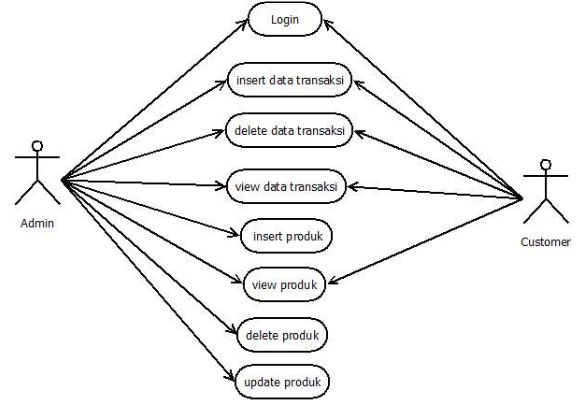 Login
insert data transaksi
delete data transaksi
view data transaksi
Admin
insert produk
Customer
view produk
delete produk
update produk